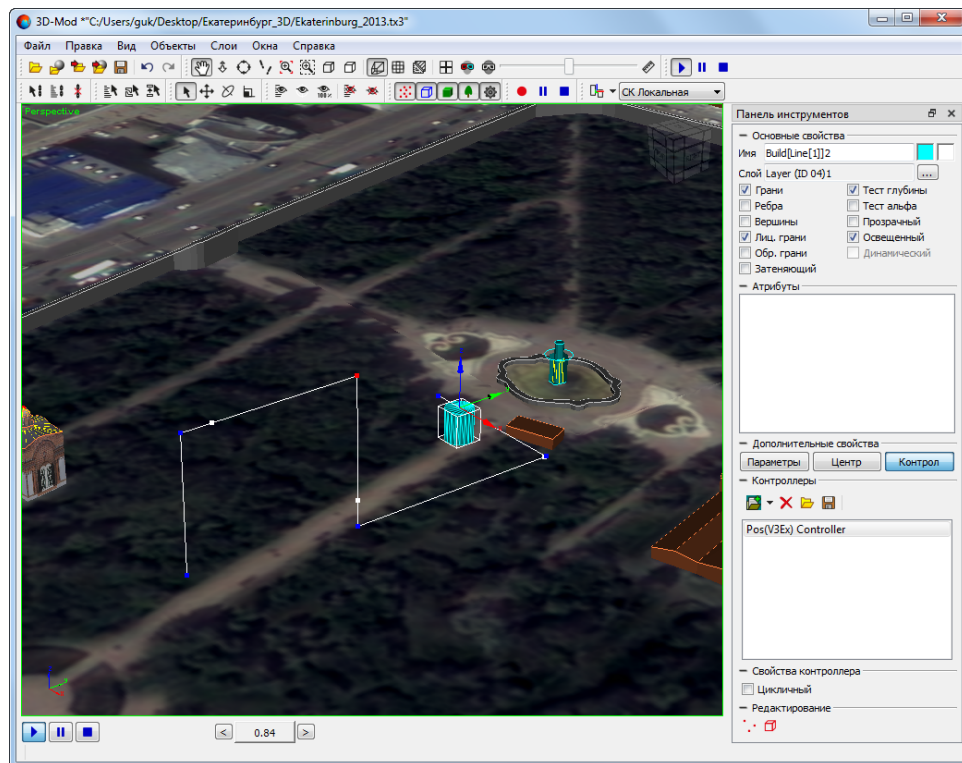 3D-Mod *"C:/Users/guk/Desktop/Екатеринбург_3D/Ekaterinburg_2013.tx3"
Файл Правка Вид Объекты Слои Окна Справка
100%
СК Локальная
Perspective
Панель инструментов
Основные свойства
Имя Build[Line[1]]2
Слой Layer (ID 04)1 ...
Грани Тест глубины
Ребра Тест альфа
Вершины Прозрачный
Лиц. грани Освещенный
Обр. грани Динамический
Затеняющий
Атрибуты
Дополнительные свойства
Параметры Центр Контрол
Контроллеры
Pos(V3Ex) Controller
Свойства контроллера
Цикличный
Редактирование
< 0.84 >